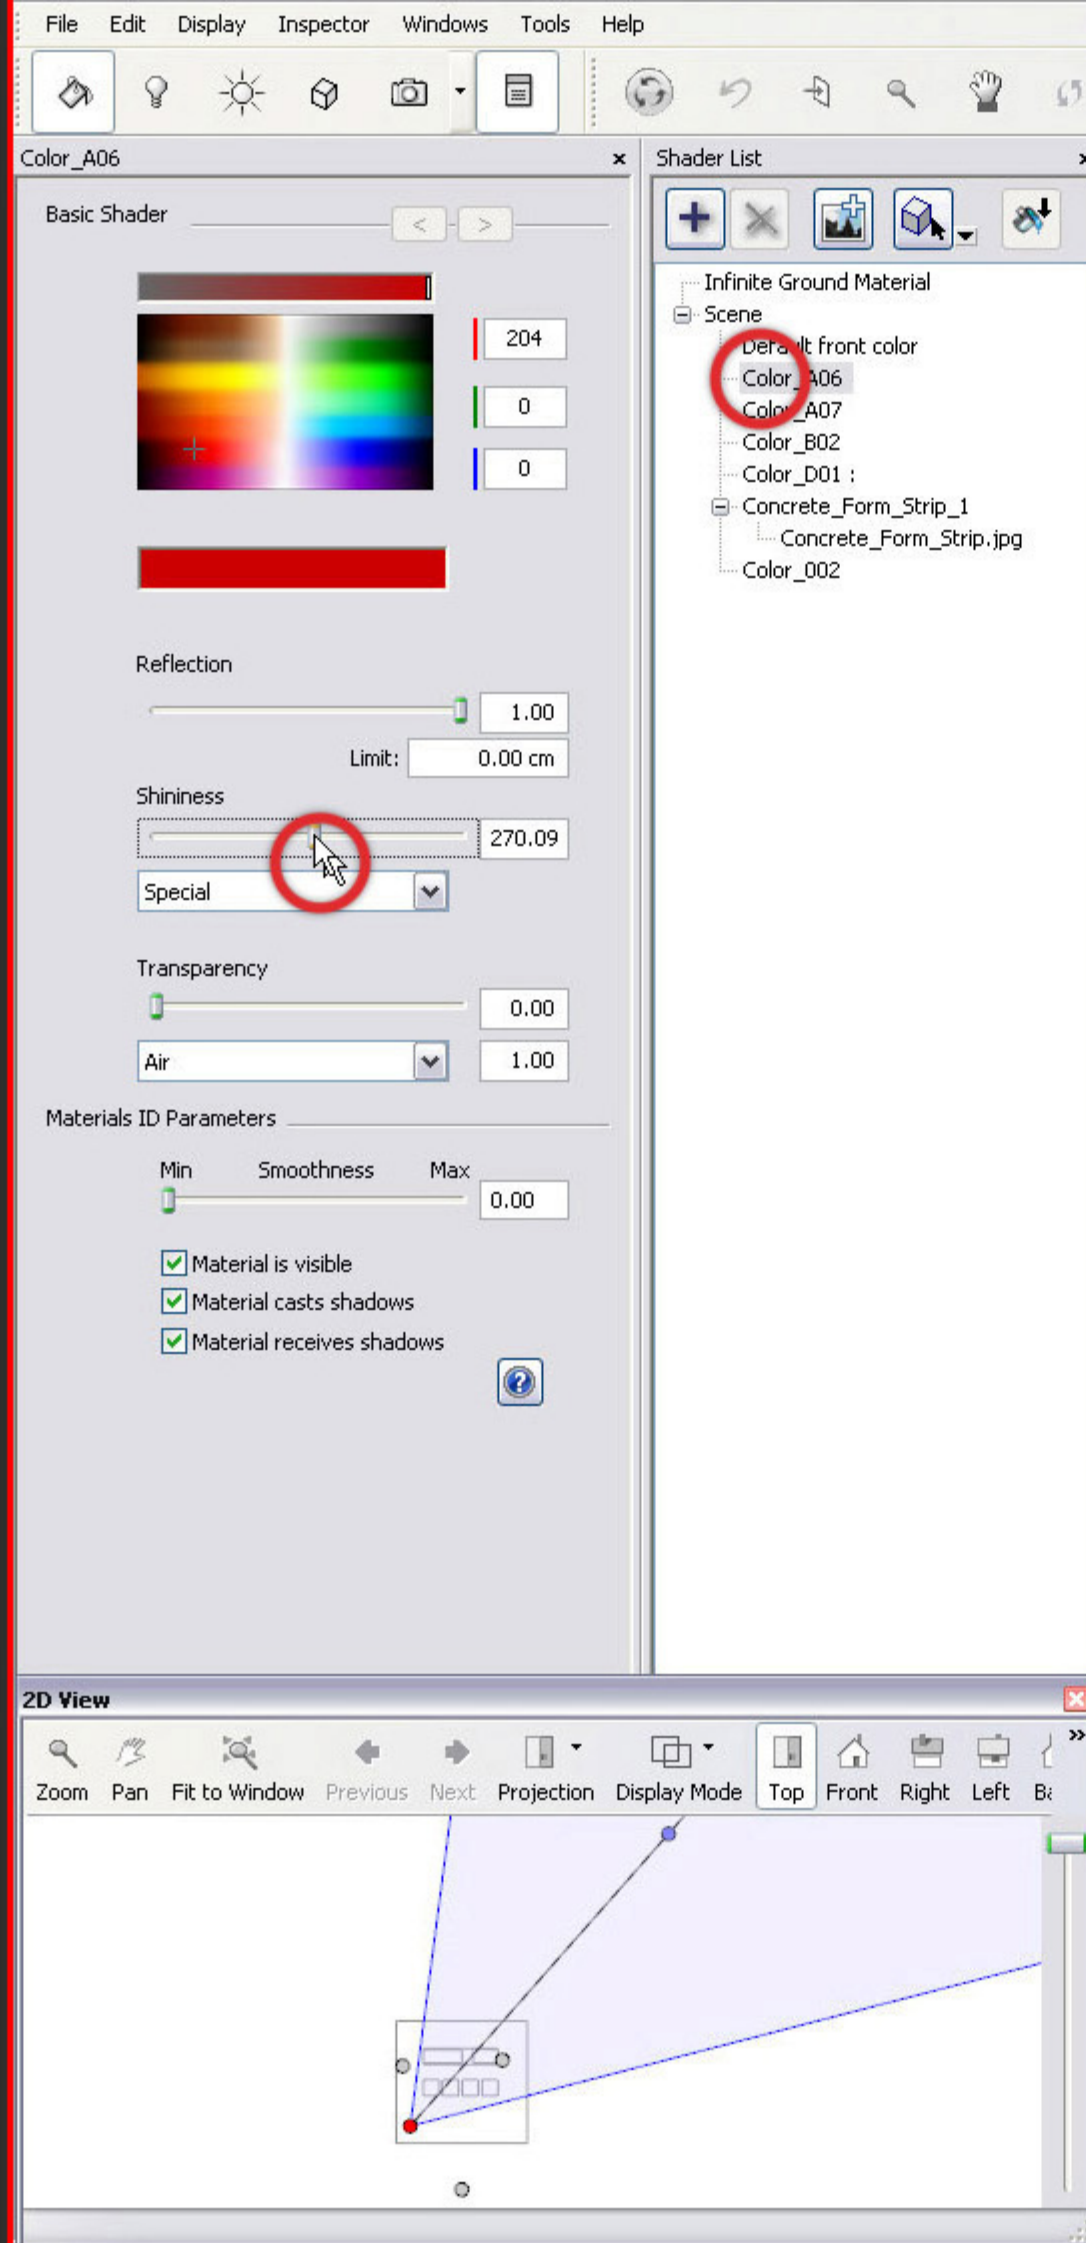 File Edit Display Inspector Windows Tools Help
Color_A06
Basic Shader
< >
204
0
0
Reflection
1.00
Limit: 0.00 cm
Shininess
270.09
Special
Transparency
0.00
Air 1.00
Materials ID Parameters
Min Smoothness Max
0.00
Material is visible
Material casts shadows
Material receives shadows
Shader List
Infinite Ground Material
Scene
Default front color
Color_A06
Color_A07
Color_B02
Color_D01 :
Concrete_Form_Strip_1
Concrete_Form_Strip.jpg
Color_002
2D View
Zoom Pan Fit to Window Previous Next Projection Display Mode Top Front Right Left